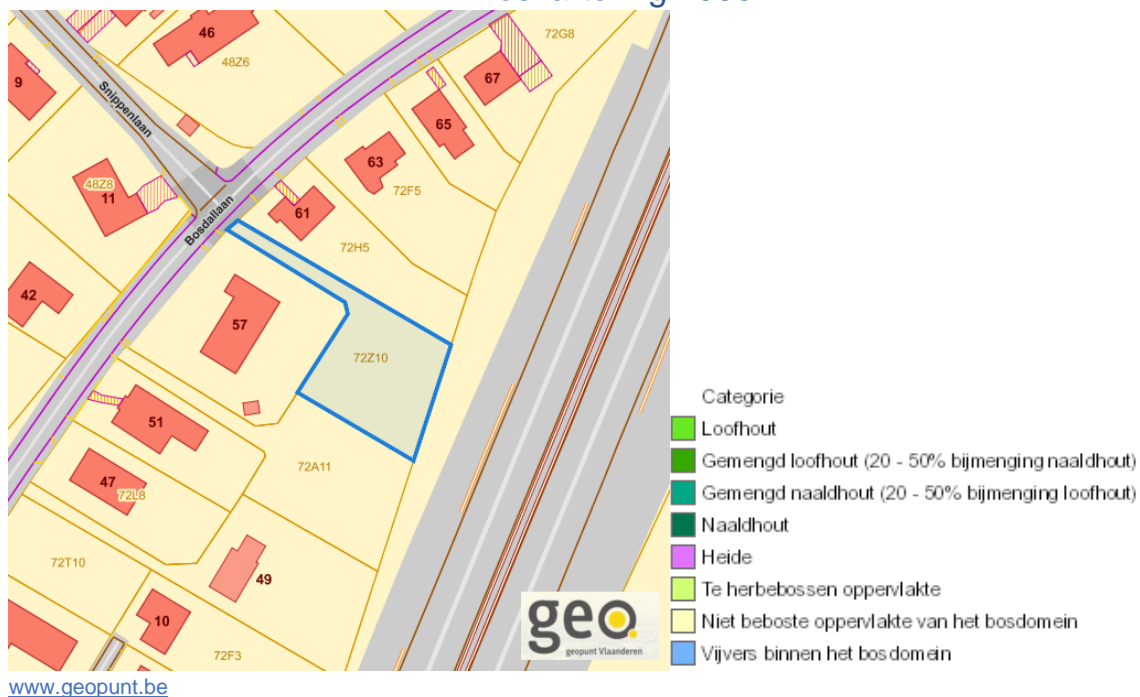 46
48Z6
72G8
67
9
Snippenlaan
65
63
48Z8
11
72F5
61
Bosdallaan
72H5
42
57
72Z10
51
72A11
47
72L8
72T10
49
10
72F3
geo
geopunt Vlaanderen
Categorie
Loofhout
Gemengd loofhout (20 - 50% bijmenging naaldhout)
Gemengd naaldhout (20 - 50% bijmenging loofhout)
Naaldhout
Heide
Te herbebossen oppervlakte
Niet beboste oppervlakte van het bosdomein
Vijvers binnen het bosdomein
www.geopunt.be